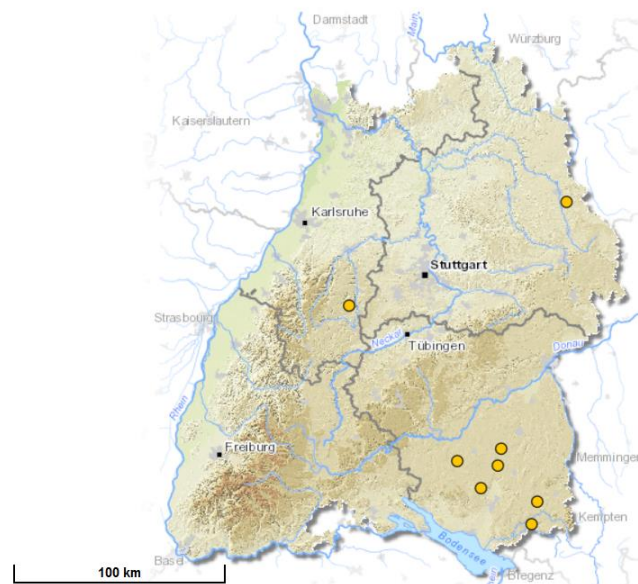 Darmstadt
Main
Würzburg
Kaiserslautern
Karlsruhe
Stuttgart
Strasbourg
Neckar
Tübingen
Donau
Rhein
Freiburg
Memmingen
Kempten
Bodensee
Basel
Bregenz
100 km